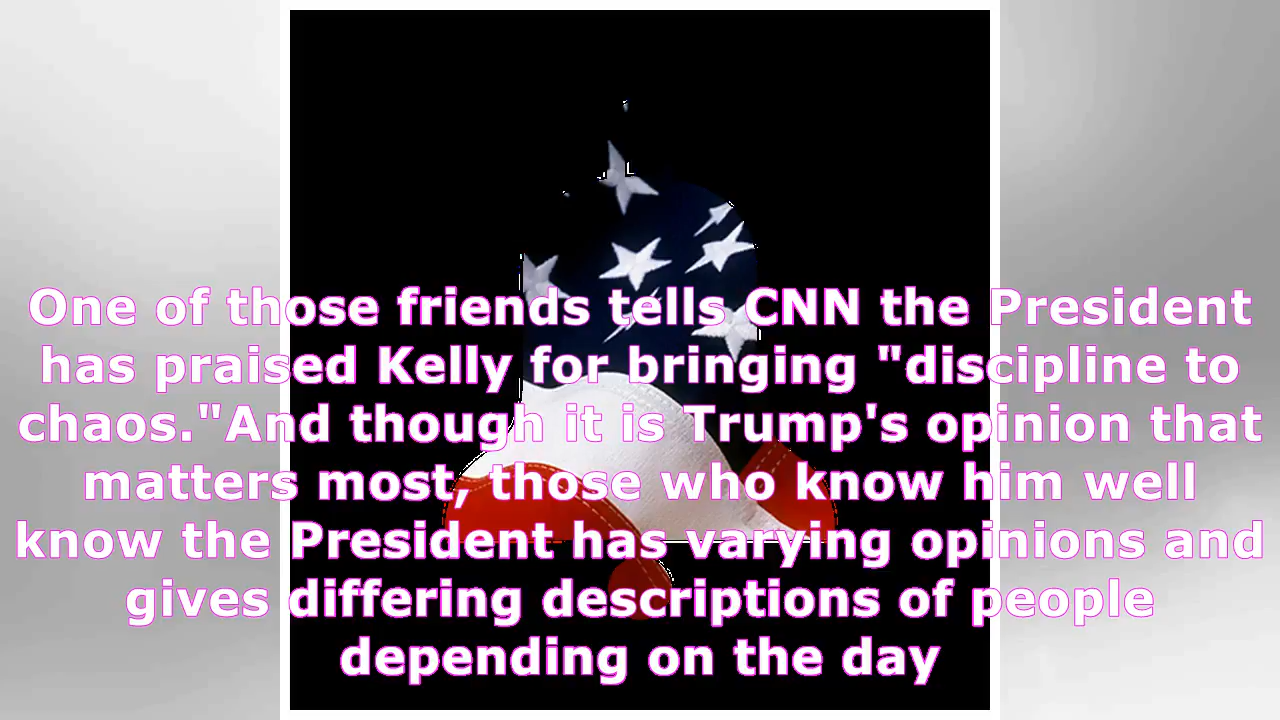 One of those friends tells CNN the President
has praised Kelly for bringing "discipline to
chaos."And though it is Trump's opinion that
matters most, those who know him well
know the President has varying opinions and
gives differing descriptions of people
depending on the day